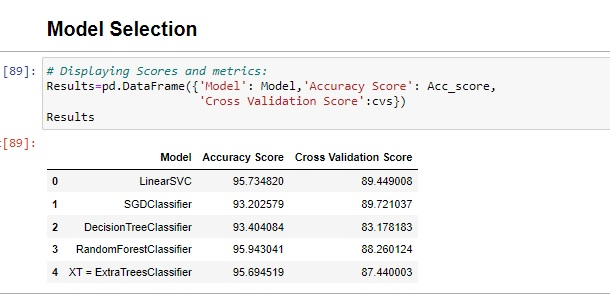 Model Selection
[89]: # Displaying Scores and metrics:
Results=pd.DataFrame({'Model': Model,'Accuracy Score': Acc_score,
'Cross Validation Score':cvs})
Results
:[89]:
Model Accuracy Score Cross Validation Score
0 LinearSVC 95.734820 89.449008
1 SGDClassifier 93.202579 89.721037
2 DecisionTreeClassifier 93.404084 83.178183
3 RandomForestClassifier 95.943041 88.260124
4 XT = ExtraTreesClassifier 95.694519 87.440003